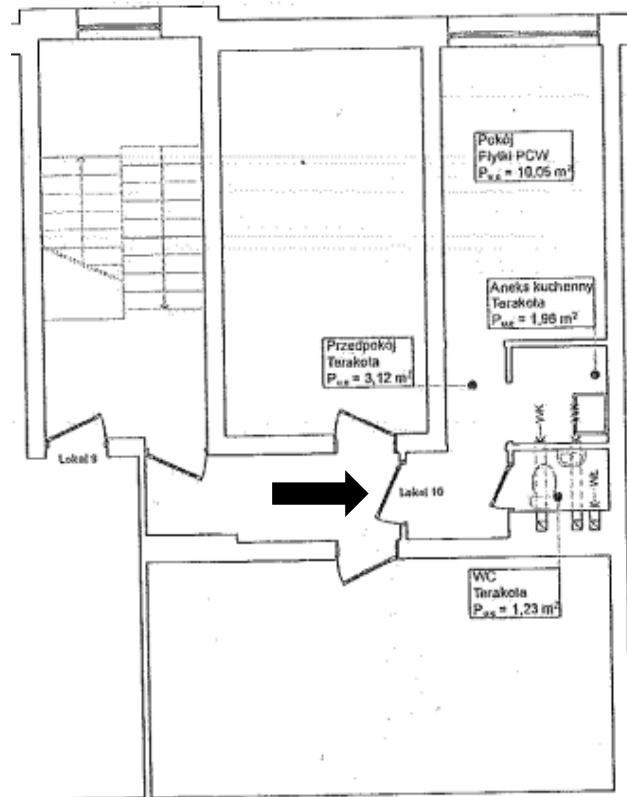 Pokój
Płytki PCW
P u.c = 10,05 m²
Aneks kuchenny
Terakota
P u.c = 1,96 m²
Przedpokój
Terakota
P u.c = 3,12 m²
Lokal 9
Lokal 10
K-WK
K-WK
K-WŁ
WC
Terakota
P u.c = 1,23 m²